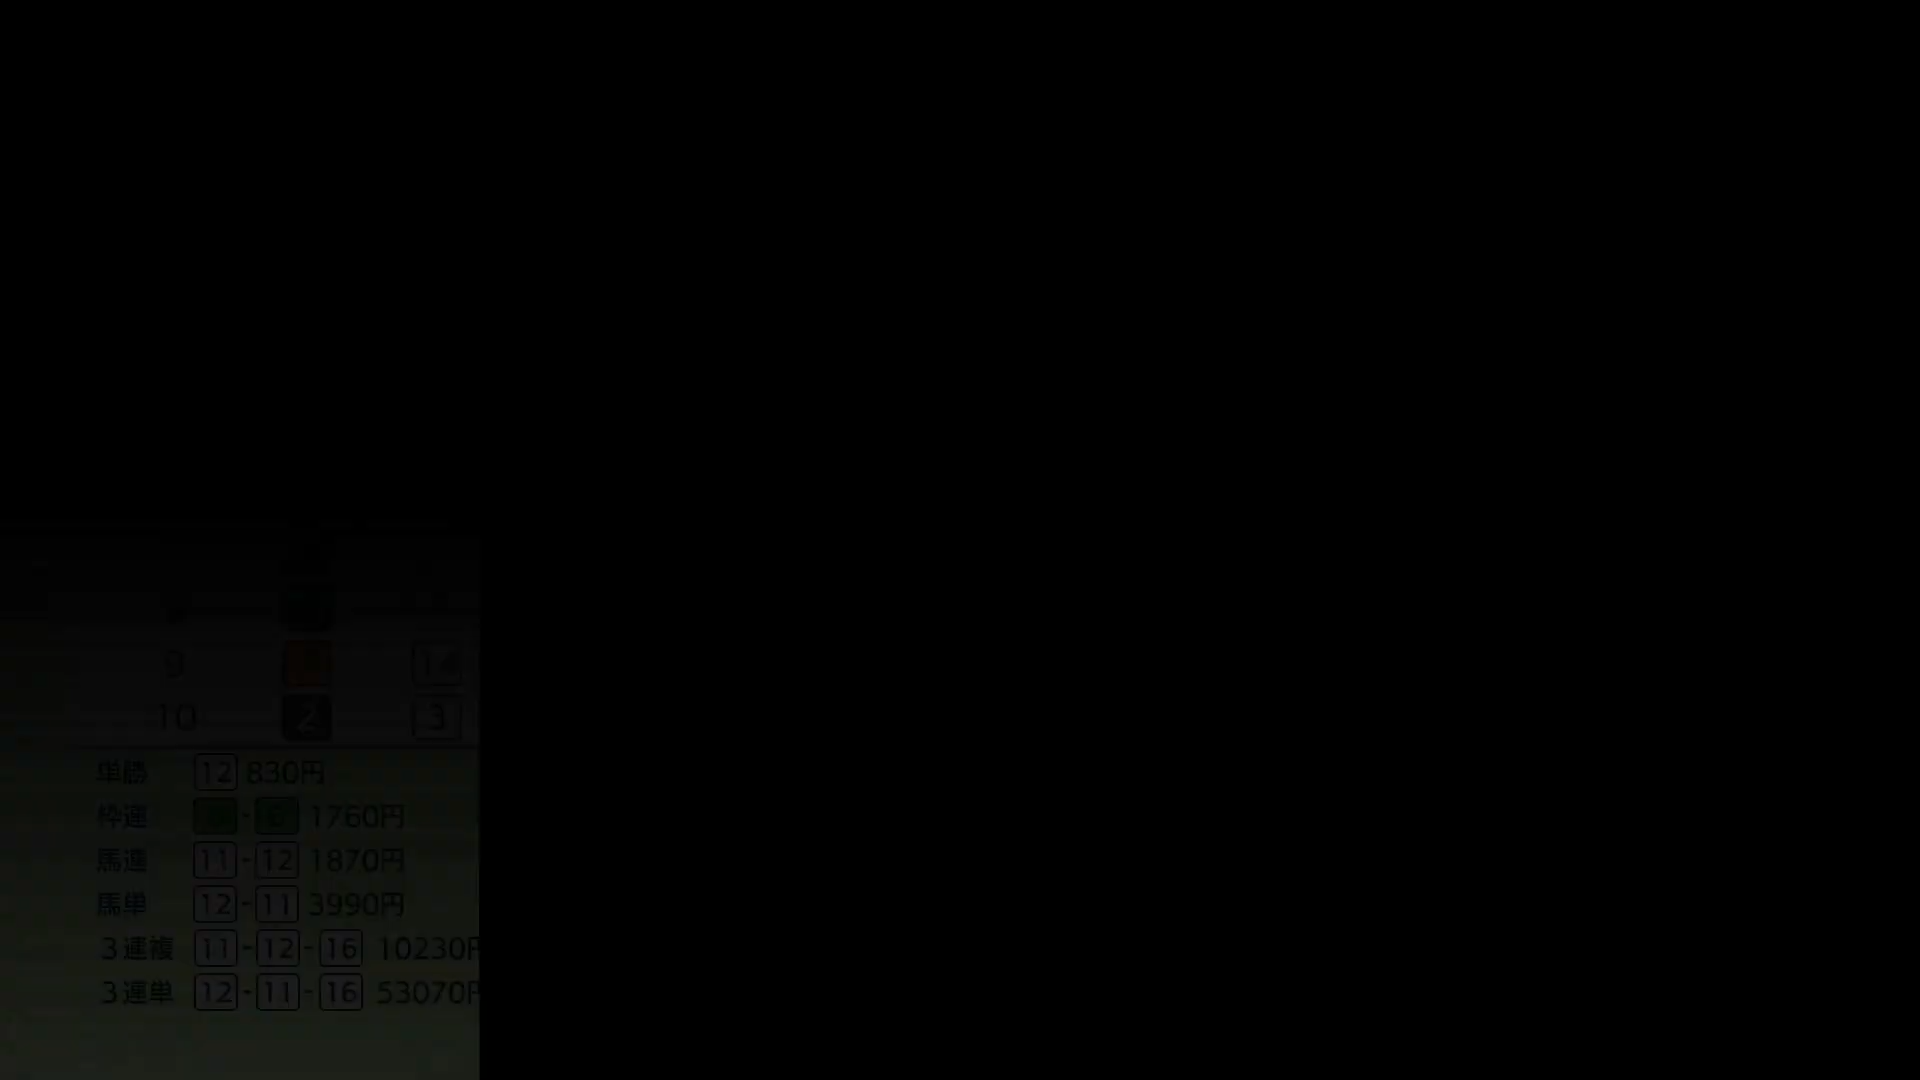 9 14
10 2 3
単勝 12 830円
枠連 6 - 6 1760円
馬連 11 - 12 1870円
馬単 12 - 11 3990円
3連複 11 - 12 - 16 10230円
3連単 12 - 11 - 16 53070円